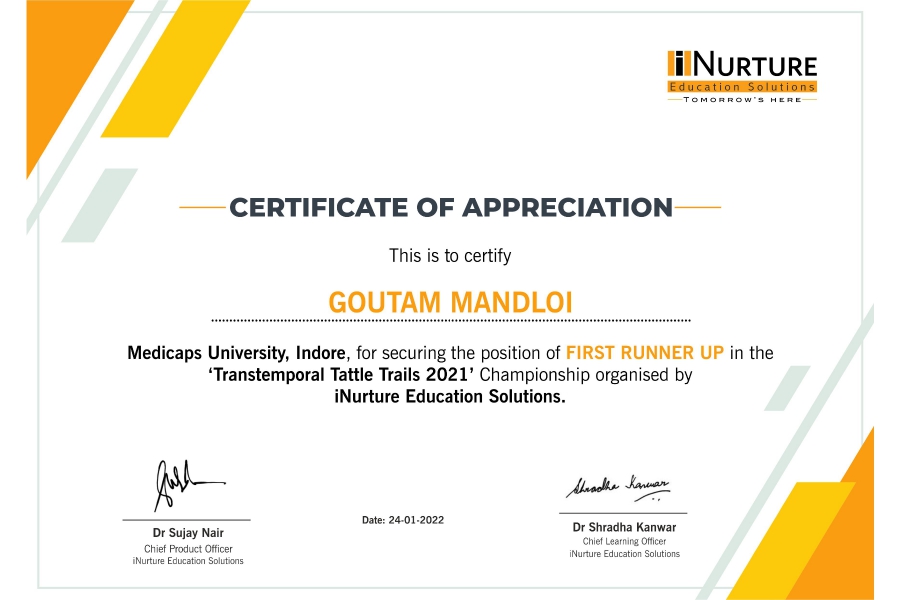 iNURTURE
Education Solutions
TOMORROW'S HERE
CERTIFICATE OF APPRECIATION
This is to certify
GOUTAM MANDLOI
Medicaps University, Indore, for securing the position of FIRST RUNNER UP in the
‘Transtemporal Tattle Trails 2021’ Championship organised by
iNurture Education Solutions.
Shradha Kanwar
Dr Sujay Nair
Chief Product Officer
iNurture Education Solutions
Date: 24-01-2022
Dr Shradha Kanwar
Chief Learning Officer
iNurture Education Solutions